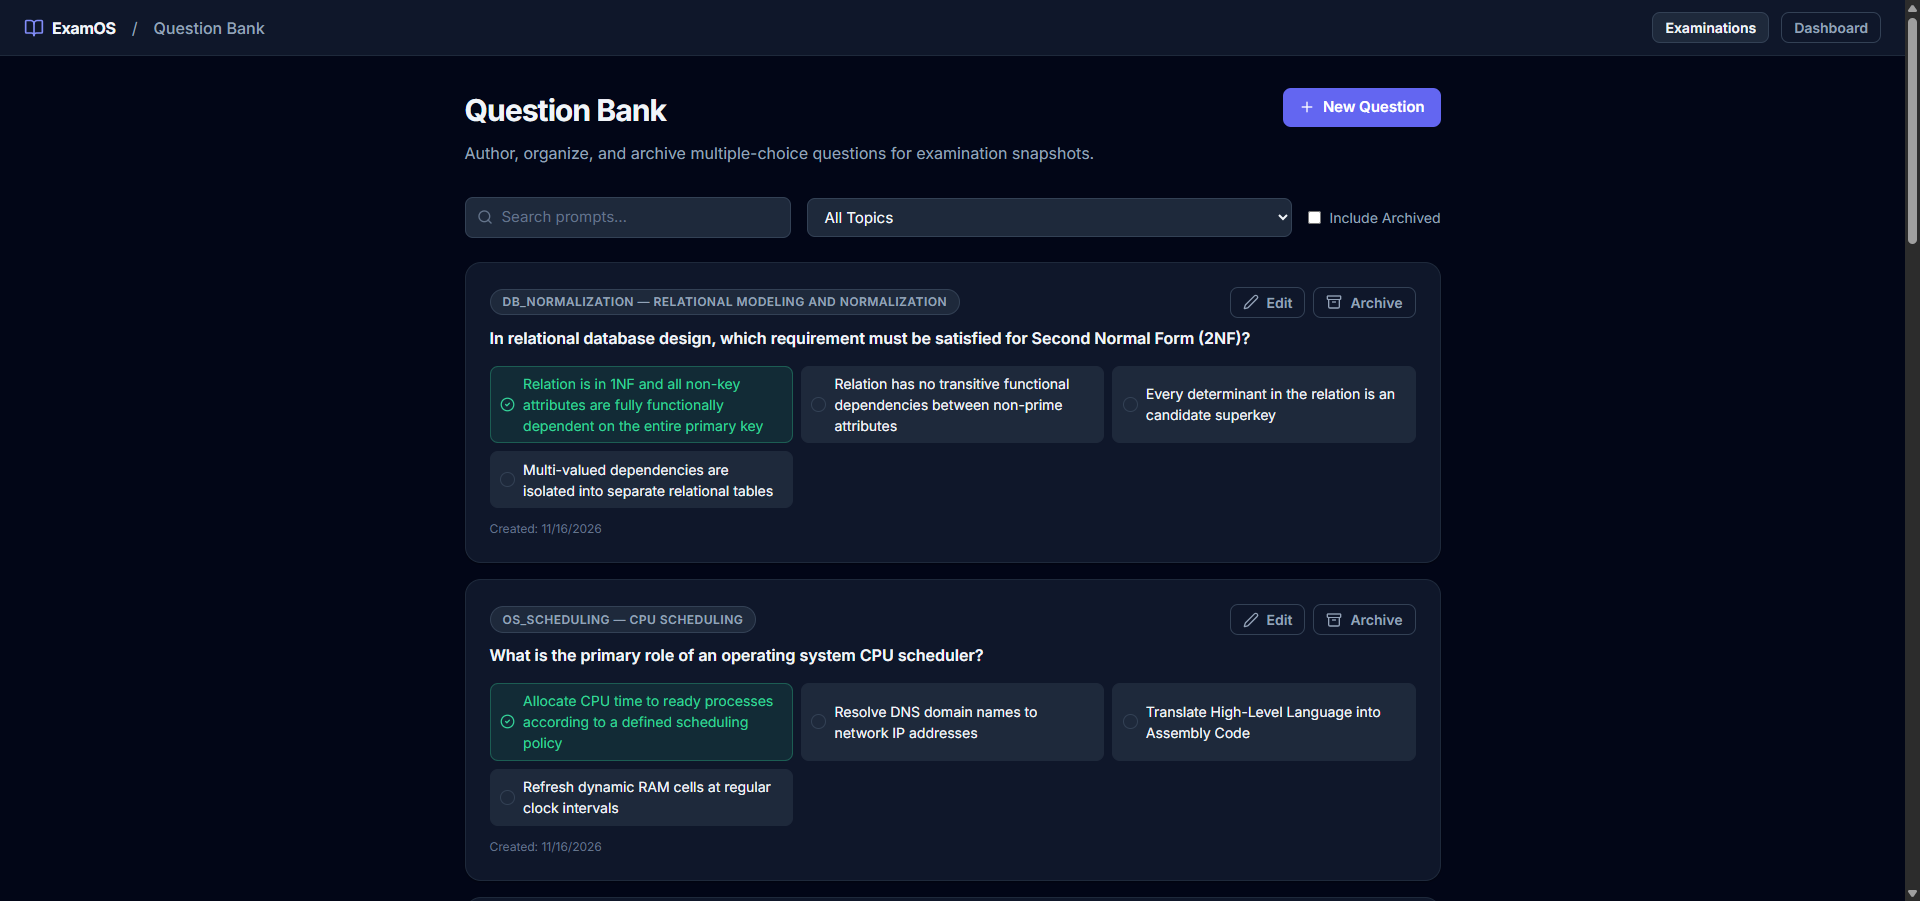 ExamOS / Question Bank
Examinations
Dashboard
Question Bank
+ New Question
Author, organize, and archive multiple-choice questions for examination snapshots.
Search prompts...
All Topics
Include Archived
DB_NORMALIZATION — RELATIONAL MODELING AND NORMALIZATION
Edit
Archive
In relational database design, which requirement must be satisfied for Second Normal Form (2NF)?
Relation is in 1NF and all non-key
attributes are fully functionally
dependent on the entire primary key
Relation has no transitive functional
dependencies between non-prime
attributes
Every determinant in the relation is an
candidate superkey
Multi-valued dependencies are
isolated into separate relational tables
Created: 11/16/2026
OS_SCHEDULING — CPU SCHEDULING
Edit
Archive
What is the primary role of an operating system CPU scheduler?
Allocate CPU time to ready processes
according to a defined scheduling
policy
Resolve DNS domain names to
network IP addresses
Translate High-Level Language into
Assembly Code
Refresh dynamic RAM cells at regular
clock intervals
Created: 11/16/2026